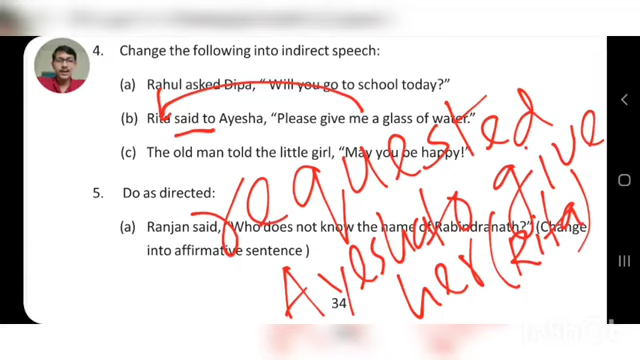 4. Change the following into indirect speech:
(a) Rahul asked Dipa, “ Will you go to school today?”
(b) Rita said to Ayesha, “Please give me a glass of water.”
(c) The old man told the little girl, “May you be happy!”
requested
give
5. Do as directed:
Ayesha to
(a) Ranjan said, “Who does not know the name of Rabindranath?” (Change
into affirmative sentence )
her (Rita)
34